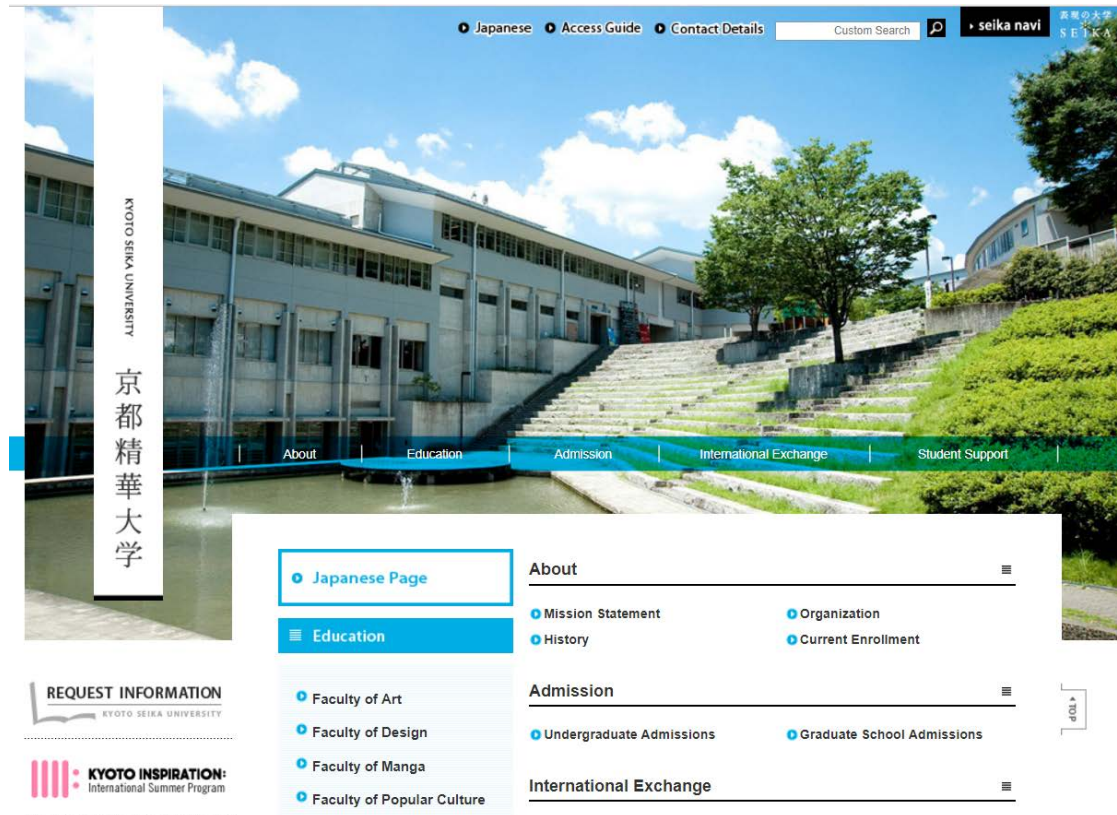 Japanese Access Guide Contact Details Custom Search seika navi
表現の大学
SEIKA
KYOTO SEIKA UNIVERSITY
京都精華大学
About Education Admission International Exchange Student Support
Japanese Page
Education
Faculty of Art
Faculty of Design
Faculty of Manga
Faculty of Popular Culture
About
Mission Statement Organization
History Current Enrollment
Admission
Undergraduate Admissions Graduate School Admissions
International Exchange
REQUEST INFORMATION
KYOTO SEIKA UNIVERSITY
KYOTO INSPIRATION:
International Summer Program
TOP